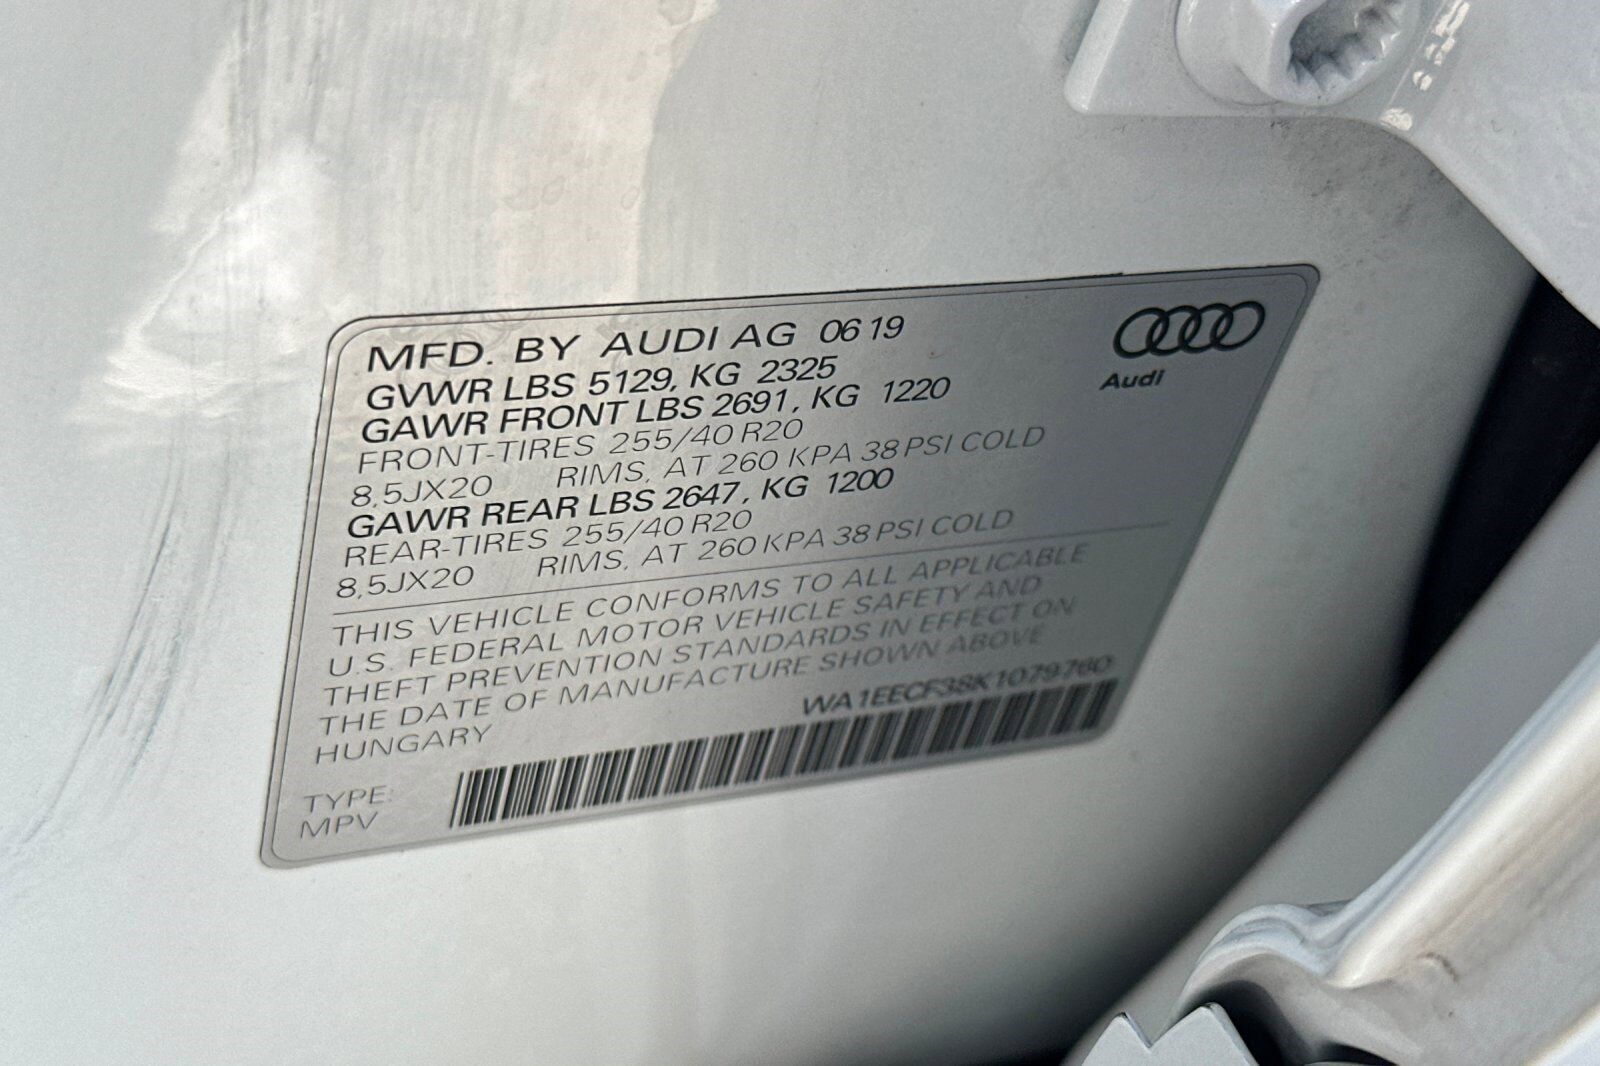 MFD. BY AUDI AG 06 19
GVWR LBS 5129, KG 2325
GAWR FRONT LBS 2691, KG 1220
FRONT-TIRES 255/40 R20
8,5JX20 RIMS, AT 260 KPA 38 PSI COLD
GAWR REAR LBS 2647, KG 1200
REAR-TIRES 255/40 R20
8,5JX20 RIMS, AT 260 KPA 38 PSI COLD
THIS VEHICLE CONFORMS TO ALL APPLICABLE
U.S. FEDERAL MOTOR VEHICLE SAFETY AND
THEFT PREVENTION STANDARDS IN EFFECT ON
THE DATE OF MANUFACTURE SHOWN ABOVE
HUNGARY
WA1EECF3SK1079760
TYPE:
MPV
Audi